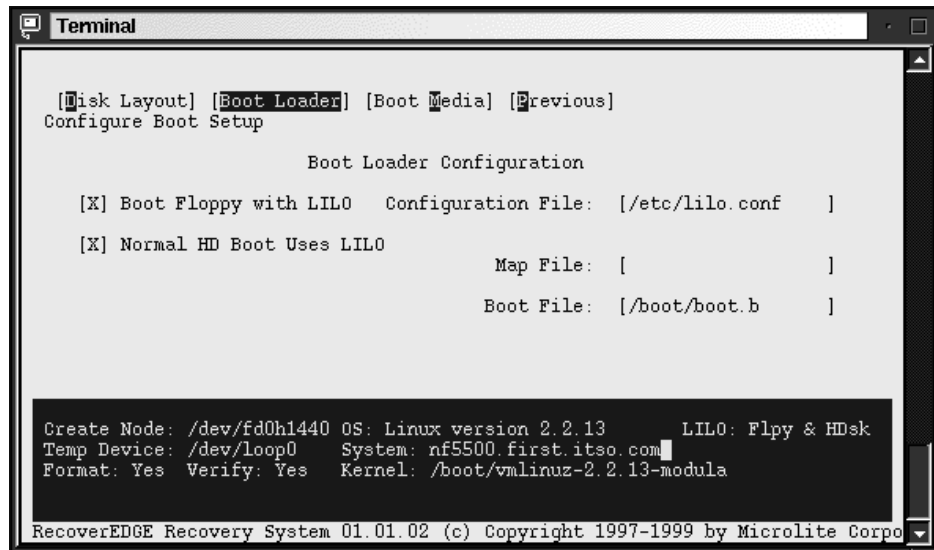 Terminal
[Disk Layout] [Boot Loader] [Boot Media] [Previous]
Configure Boot Setup
Boot Loader Configuration
[X] Boot Floppy with LILO Configuration File: [/etc/lilo.conf ]
[X] Normal HD Boot Uses LILO
Map File: [ ]
Boot File: [/boot/boot.b ]
Create Node: /dev/fd0h1440 OS: Linux version 2.2.13 LILO: Flpy & HDsk
Temp Device: /dev/loop0 System: nf5500.first.itso.com
Format: Yes Verify: Yes Kernel: /boot/vmlinuz-2.2.13-modula
RecoverEDGE Recovery System 01.01.02 (c) Copyright 1997-1999 by Microlite Corpo